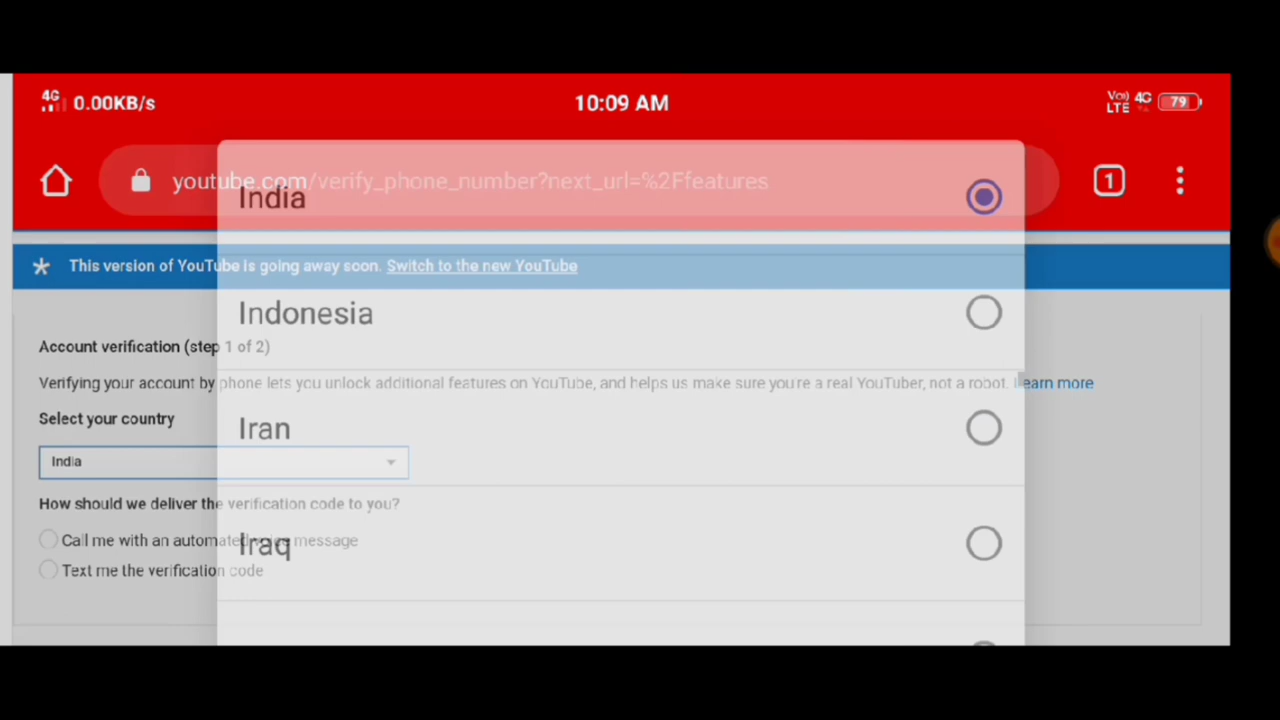 4G 0.00KB/s 10:09 AM Vo) LTE 4G 79
youtube.com/verify_phone_number?next_url=%2Ffeatures 1
India
This version of YouTube is going away soon. Switch to the new YouTube
Indonesia
Account verification (step 1 of 2)
Verifying your account by phone lets you unlock additional features on YouTube, and helps us make sure you're a real YouTuber, not a robot. Learn more
Select your country
Iran
India
How should we deliver the verification code to you?
Call me with an automated voice message
Iraq
Text me the verification code